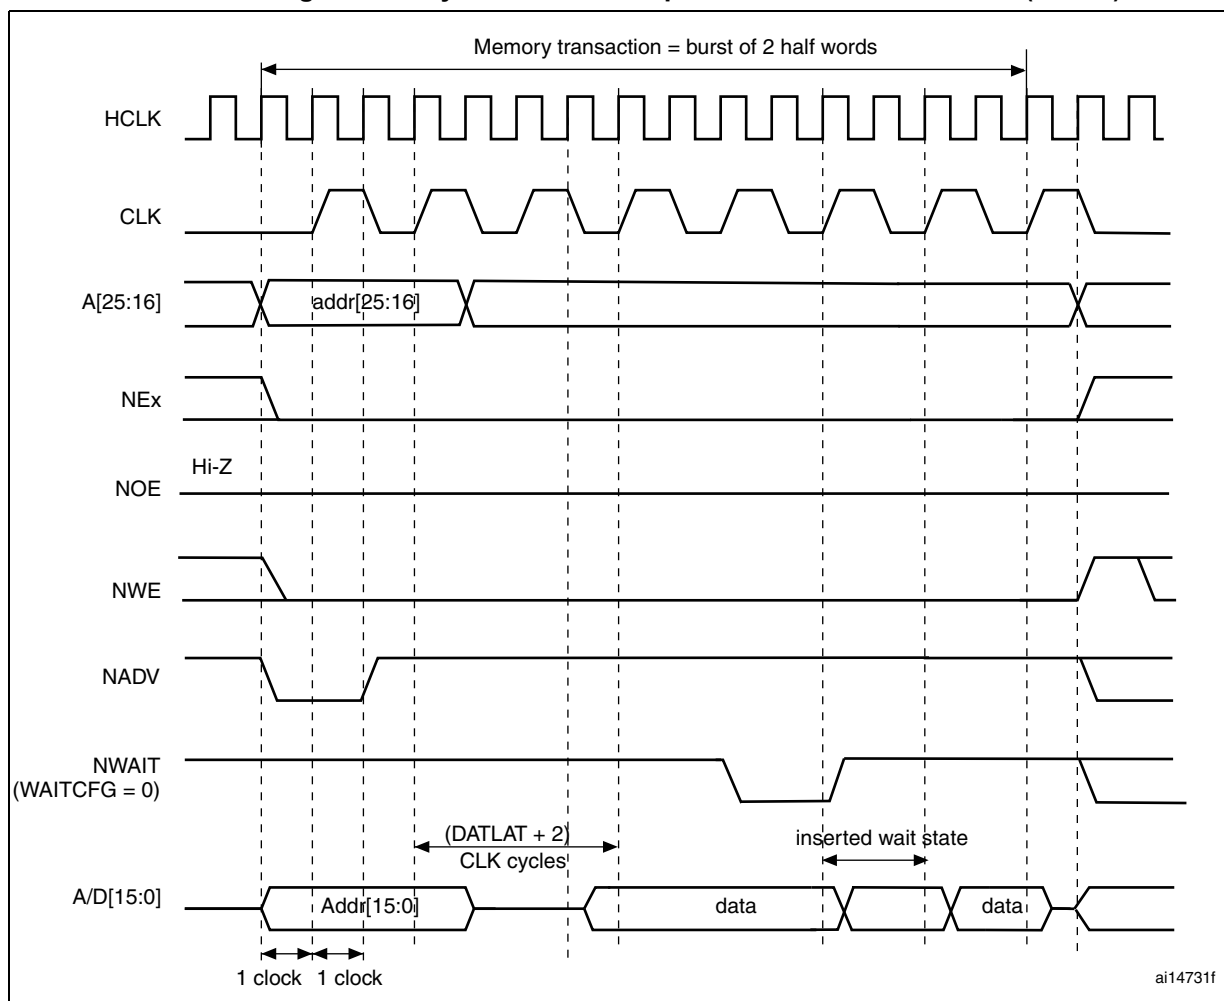 Memory transaction = burst of 2 half words
HCLK
CLK
A[25:16]
addr[25:16]
NEx
Hi-Z
NOE
NWE
NADV
NWAIT
(WAITCFG = 0)
(DATLAT + 2)
CLK cycles
inserted wait state
A/D[15:0]
Addr[15:0]
data
data
1 clock
1 clock
ai14731f